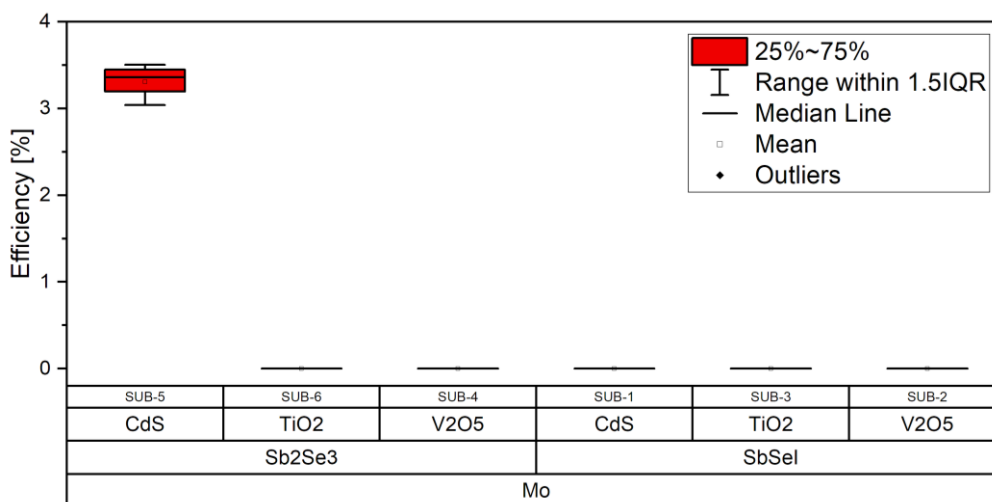 4
3
2
1
0
Efficiency [%]
25%~75%
Range within 1.5IQR
Median Line
Mean
Outliers
SUB-5 SUB-6 SUB-4 SUB-1 SUB-3 SUB-2
CdS TiO2 V2O5 CdS TiO2 V2O5
Sb2Se3 SbSeI
Mo